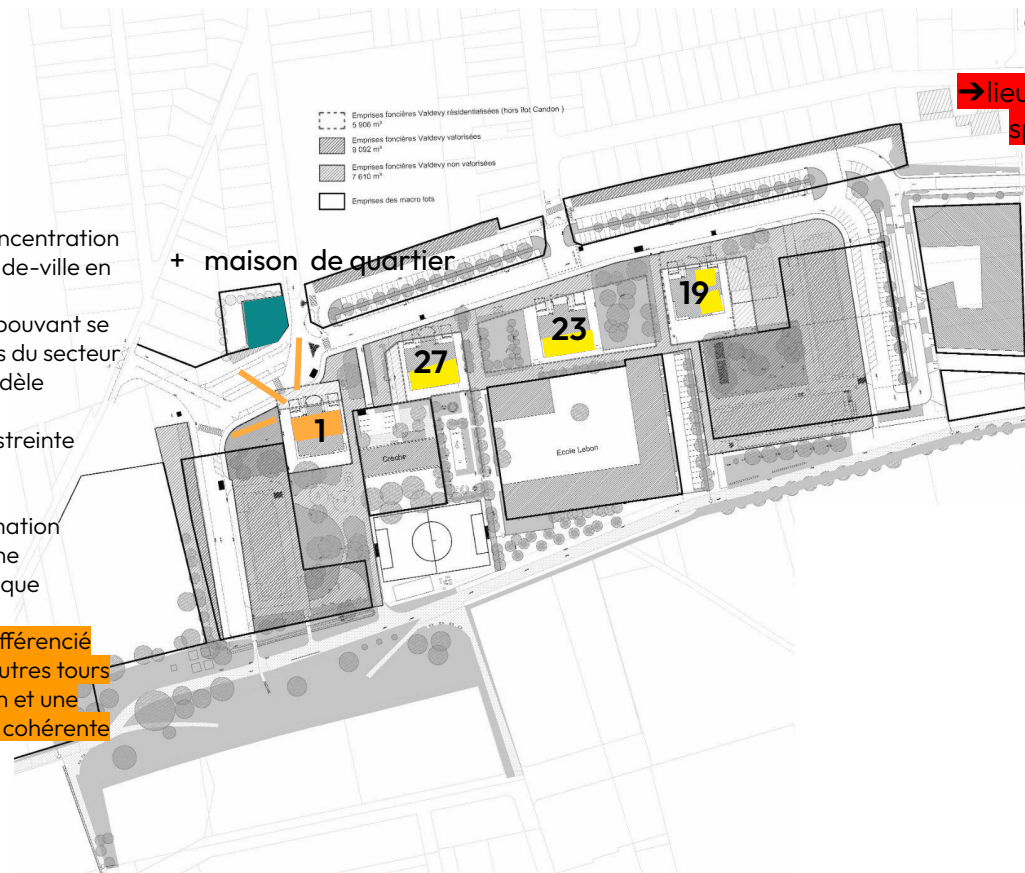 Emprises foncières Valdevy résidentialisées (hors îlot Candon )
5 906 m²
Emprises foncières Valdevy valorisées
9 092 m²
Emprises foncières Valdevy non valorisées
7 610 m²
Emprises des macro lots
➔lieu
ncentration
de-ville en
pouvant se
s du secteur
dèle
streinte
nation
ne
que
fférencié
utres tours
n et une
cohérente
+ maison de quartier
19
23
27
1
Crèche
Ecole Lebon